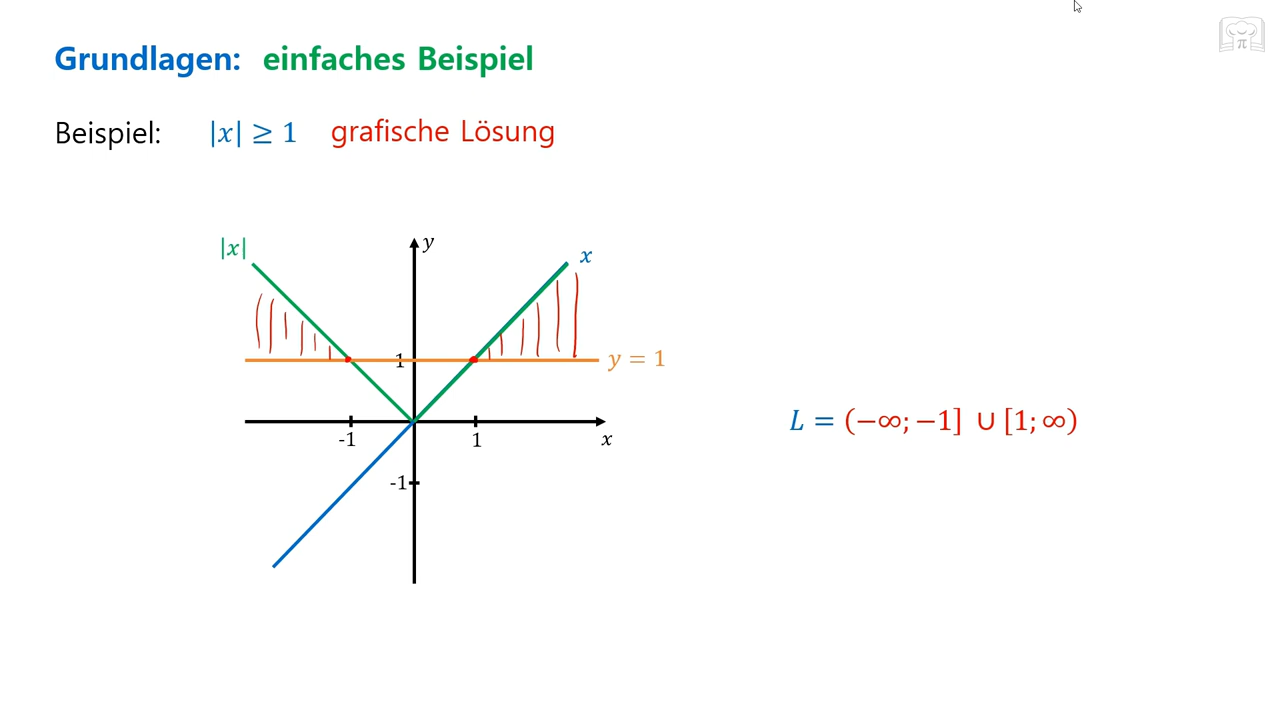 Grundlagen: einfaches Beispiel
Beispiel: |x| ≥ 1 grafische Lösung
|x|
y
x
1
y = 1
L = (−∞; −1] ∪ [1; ∞)
-1
1
x
-1
π